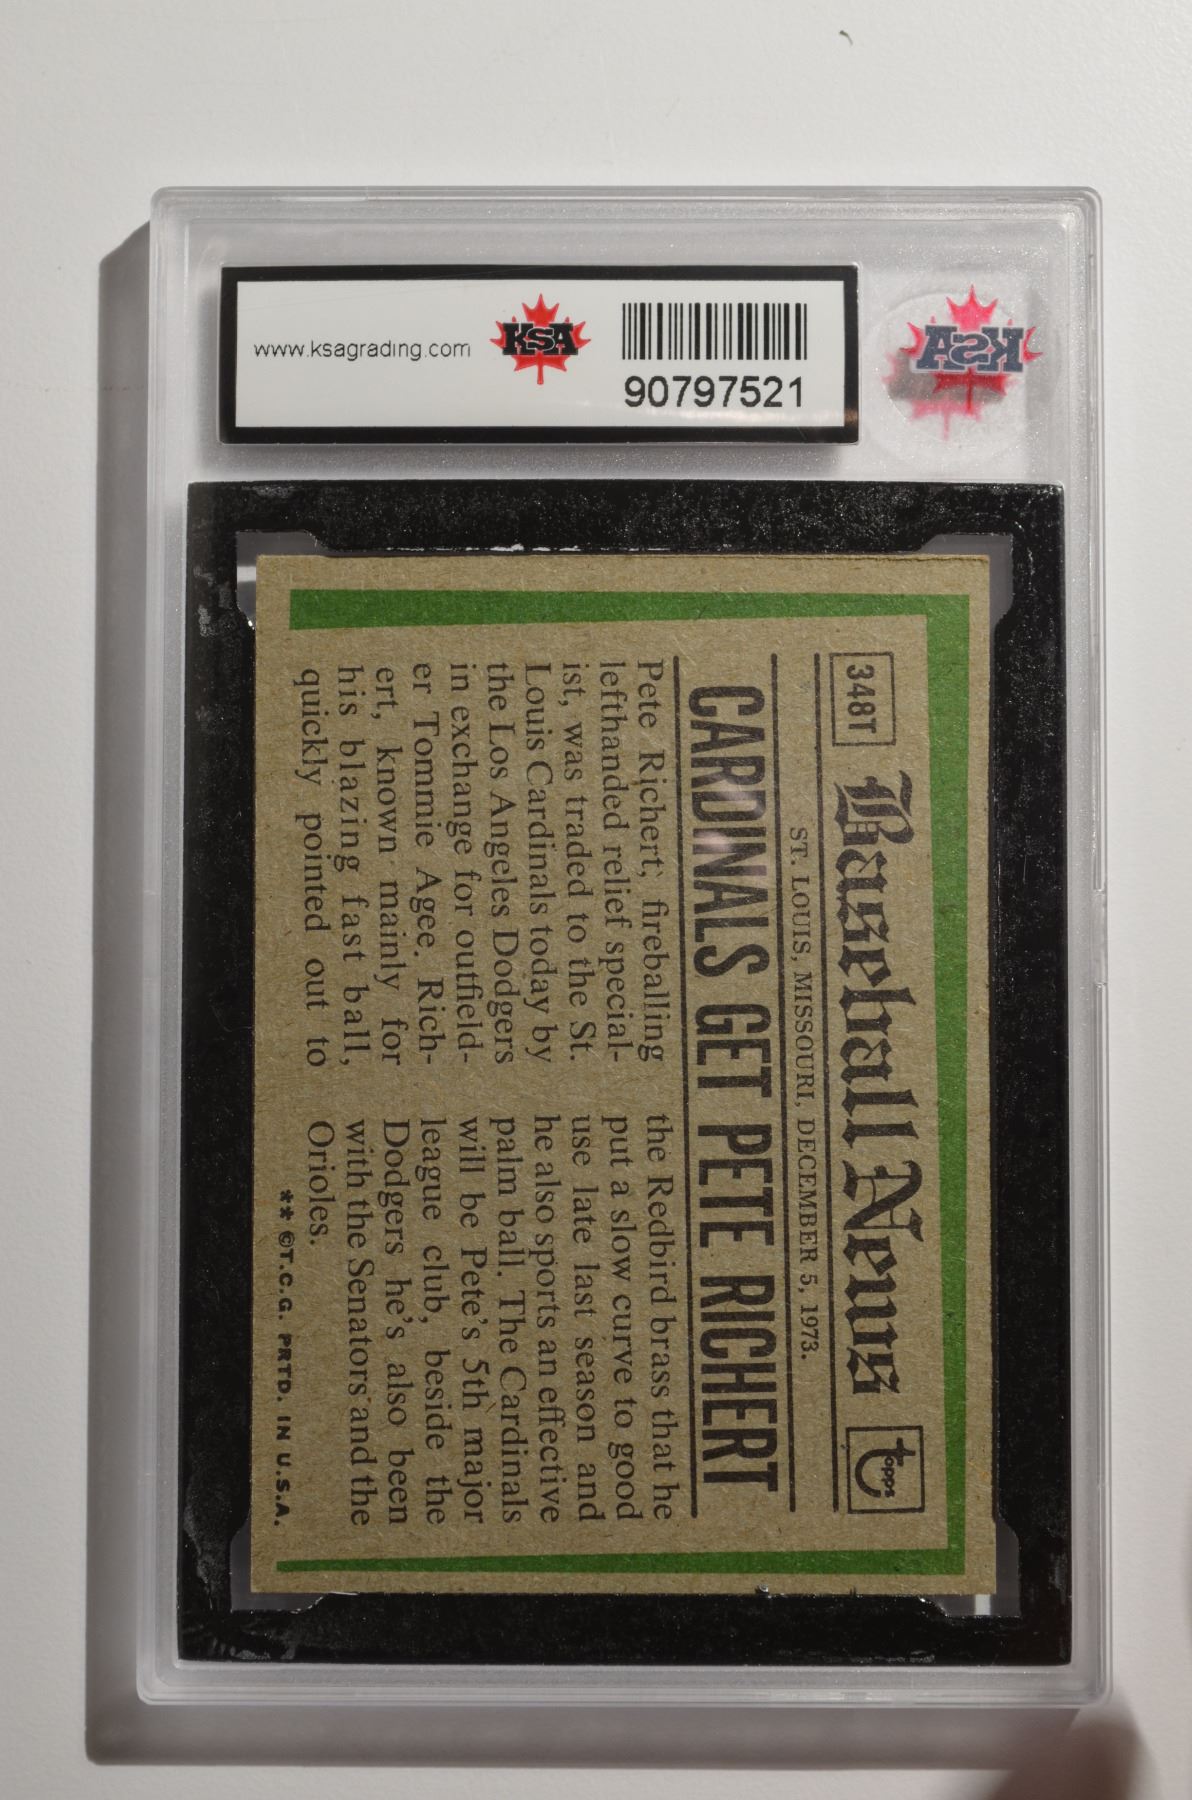 www.ksagrading.com
KSA
90797521
KSA
348T
Baseball News
topps
ST. LOUIS, MISSOURI, DECEMBER 5, 1973.
CARDINALS GET PETE RICHERT
Pete Richert, fireballing
lefthanded relief special-
ist, was traded to the St.
Louis Cardinals today by
the Los Angeles Dodgers
in exchange for outfield-
er Tommie Agee. Rich-
ert, known mainly for
his blazing fast ball,
quickly pointed out to
the Redbird brass that he
put a slow curve to good
use late last season and
he also sports an effective
palm ball. The Cardinals
will be Pete's 5th major
league club, beside the
Dodgers he's also been
with the Senators and the
Orioles.
** ©T.C.G. PRTD. IN U.S.A.